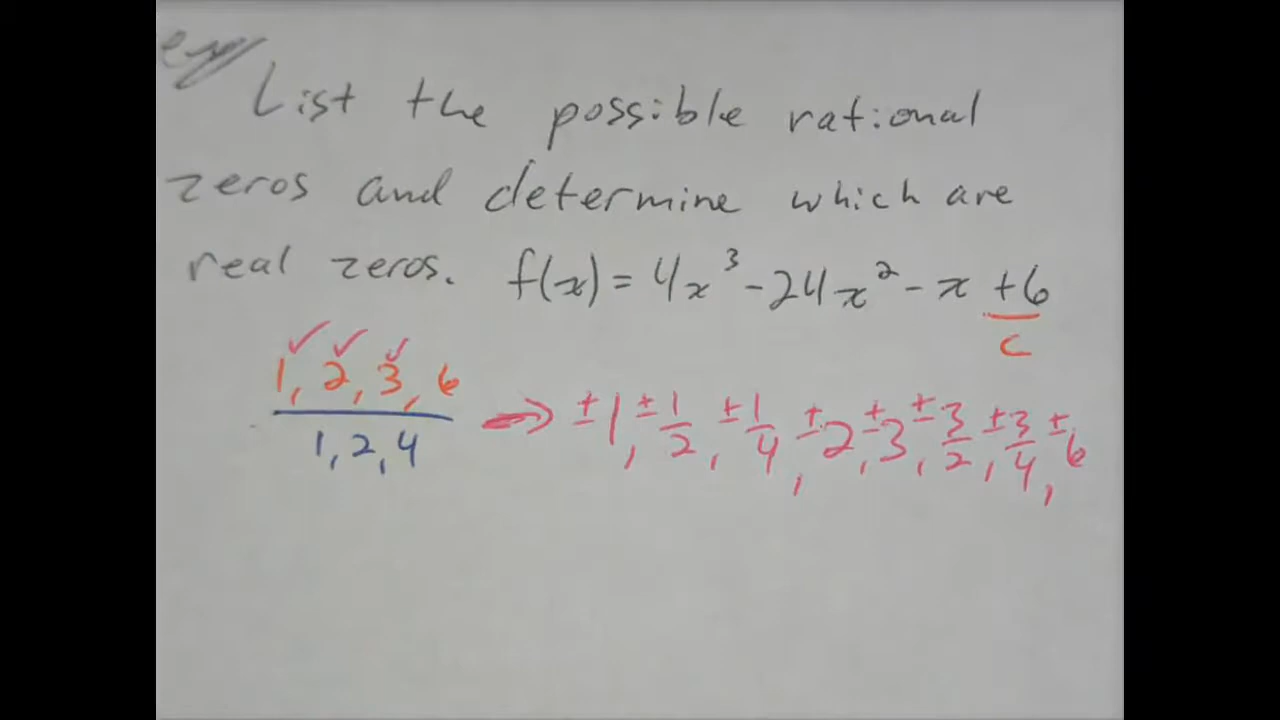 ex/ List the possible rational
zeros and determine which are
real zeros. f(x) = 4x³ - 24x² - x + 6
c
1, 2, 3, 6
1, 2, 4
⇒ ±1, ±1/2, ±1/4, ±2, ±3, ±3/2, ±3/4, ±6